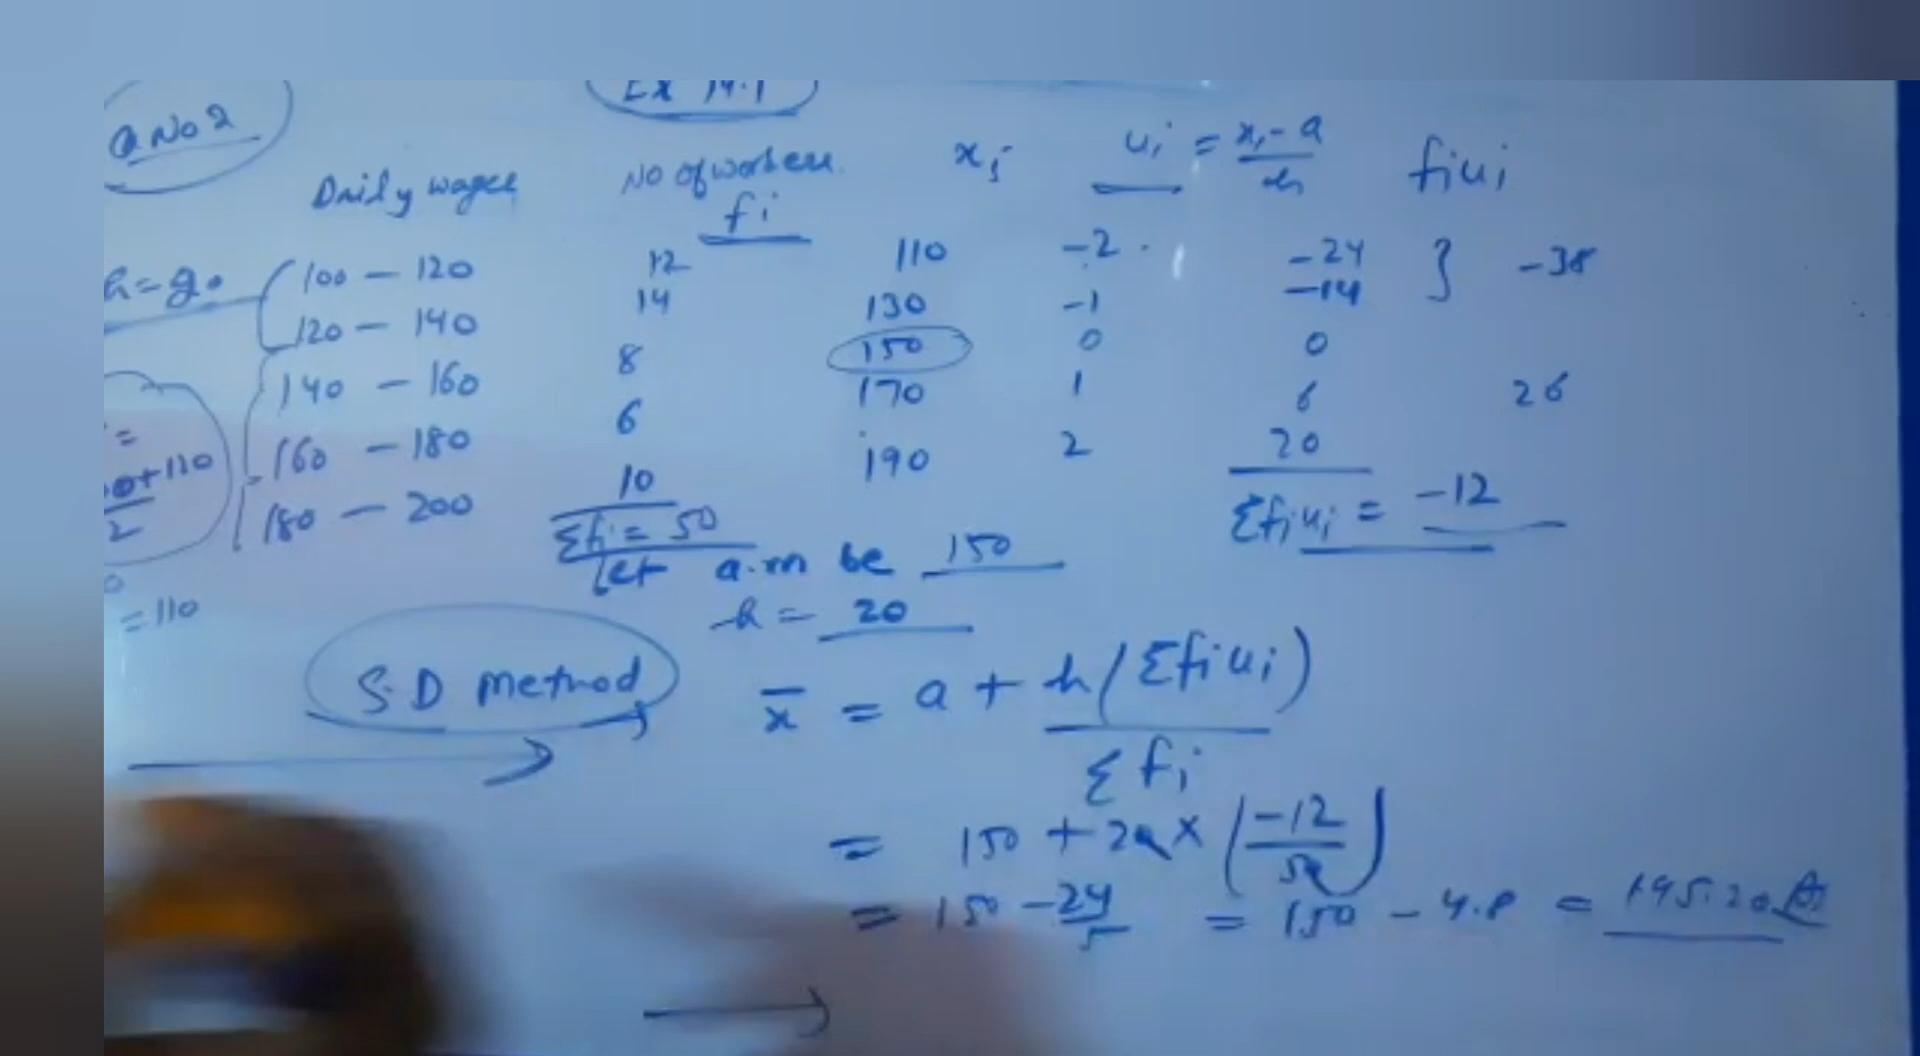 Ex 14.1
Q No 2
Daily wages No of workers xi ui = xi - a / h fiui
fi
h = 20
100 - 120 12 110 -2 -24 } -38
120 - 140 14 130 -1 -14
140 - 160 8 150 0 0
160 - 180 6 170 1 6 26
180 - 200 10 190 2 20
Σfi = 50 Σfiui = -12
=
+120
2
= 110
Let a.m be 150
h = 20
S.D Method x̄ = a + h(Σfiui) / Σfi
= 150 + 20 × (-12 / 50)
= 150 - 24 / 5 = 150 - 4.8 = 145.20